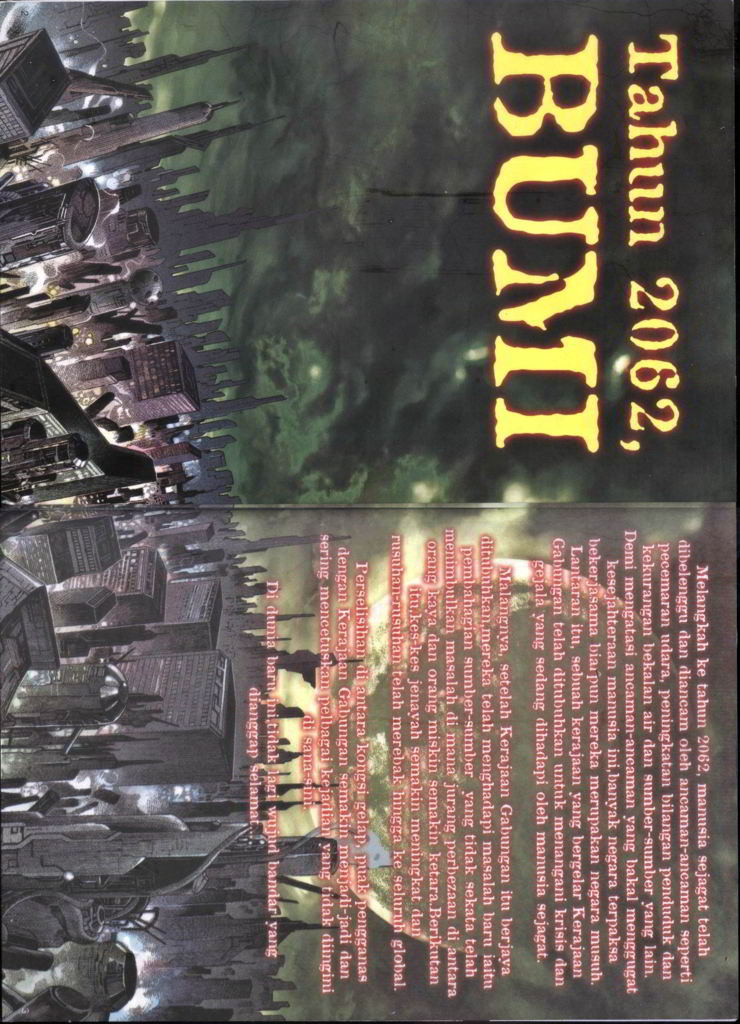 Tahun 2062,
BUMI
Melangkah ke tahun 2062, manusia sejagat telah
dibelenggu dan diancam oleh ancaman-ancaman seperti
pecemaran udara, peningkatan bilangan penduduk dan
kekurangan bekalan air dan sumber-sumber yang lain.
Demi mengatasi ancaman-ancaman yang bakal menggugat
kesejahteraan manusia ini, banyak negara terpaksa
bekerjasama biarpun mereka merupakan negara musuh.
Lantaran itu, sebuah kerajaan yang bergelar Kerajaan
Gabungan telah ditubuhkan untuk menangani krisis dan
gejala yang sedang dihadapi oleh manusia sejagat.
Malangnya, setelah Kerajaan Gabungan itu berjaya
ditubuhkan, mereka telah menghadapi masalah baru iaitu
pembahagian sumber-sumber yang tidak sekata telah
menimbulkan masalah di mana jurang perbezaan di antara
orang kaya dan orang miskin semakin ketara. Berikutan
itu, kes-kes jenayah semakin meningkat dan
rusuhan-rusuhan telah merebak hingga ke seluruh global.
Perselisihan di antara kongsi gelap, puak pengganas
dengan Kerajaan Gabungan semakin menjadi-jadi dan
sering mencetuskan pelbagai kejadian yang tidak diingini
di sana-sini.
Di dunia baru ini, tidak lagi wujud bandar yang
dianggap selamat...